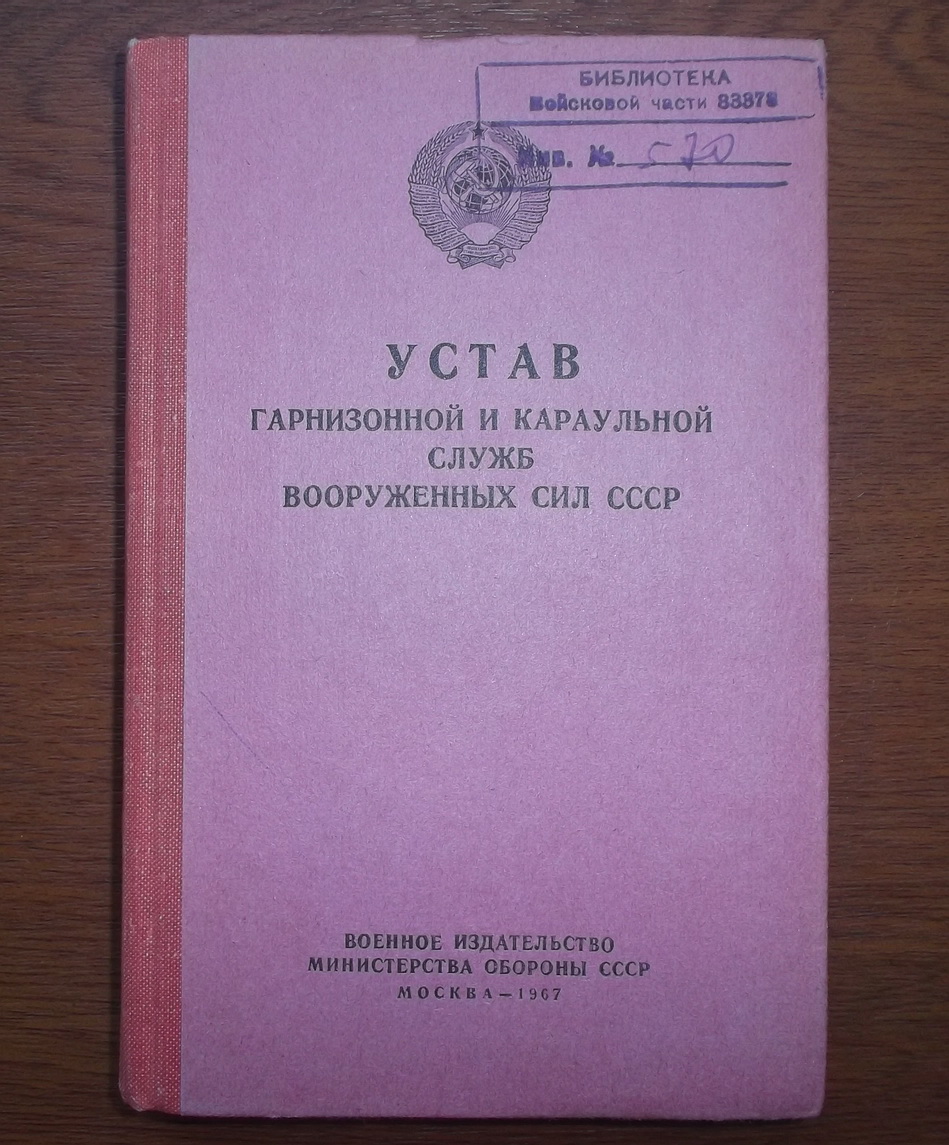 БИБЛИОТЕКА
Войсковой части 83878
Инв. № 570
УСТАВ
ГАРНИЗОННОЙ И КАРАУЛЬНОЙ
СЛУЖБ
ВООРУЖЕННЫХ СИЛ СССР
ВОЕННОЕ ИЗДАТЕЛЬСТВО
МИНИСТЕРСТВА ОБОРОНЫ СССР
МОСКВА — 1967